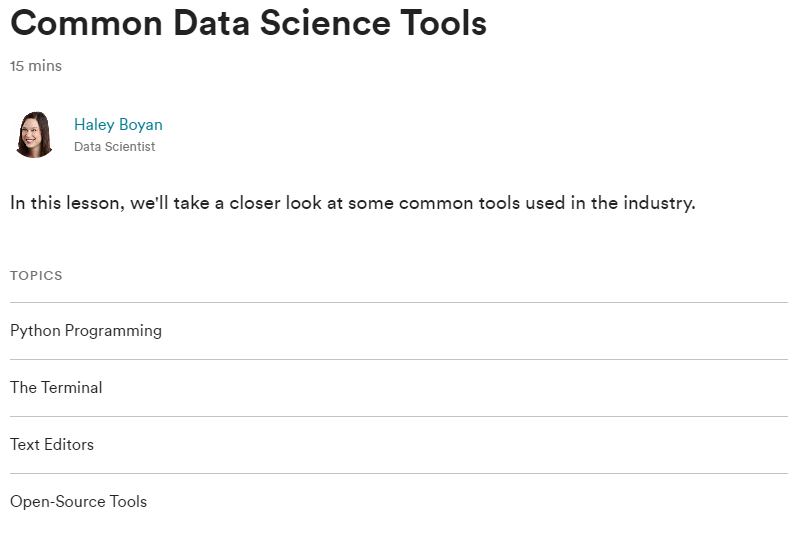 Common Data Science Tools
15 mins
Haley Boyan
Data Scientist
In this lesson, we'll take a closer look at some common tools used in the industry.
TOPICS
Python Programming
The Terminal
Text Editors
Open-Source Tools